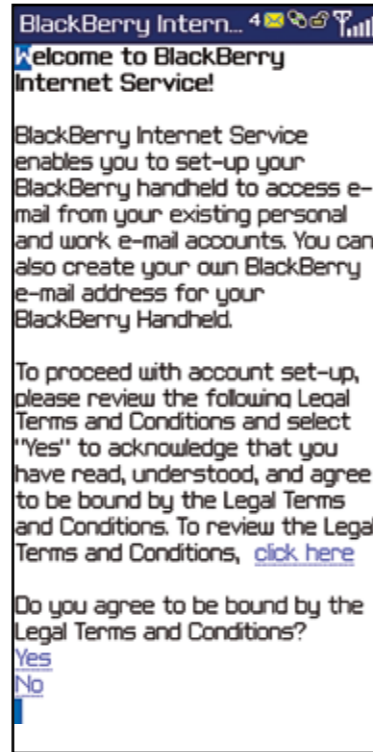 BlackBerry Intern... 4
Welcome to BlackBerry
Internet Service!
BlackBerry Internet Service
enables you to set-up your
BlackBerry handheld to access e-
mail from your existing personal
and work e-mail accounts. You can
also create your own BlackBerry
e-mail address for your
BlackBerry Handheld.
To proceed with account set-up,
please review the following Legal
Terms and Conditions and select
"Yes" to acknowledge that you
have read, understood, and agree
to be bound by the Legal Terms
and Conditions. To review the Legal
Terms and Conditions, click here
Do you agree to be bound by the
Legal Terms and Conditions?
Yes
No